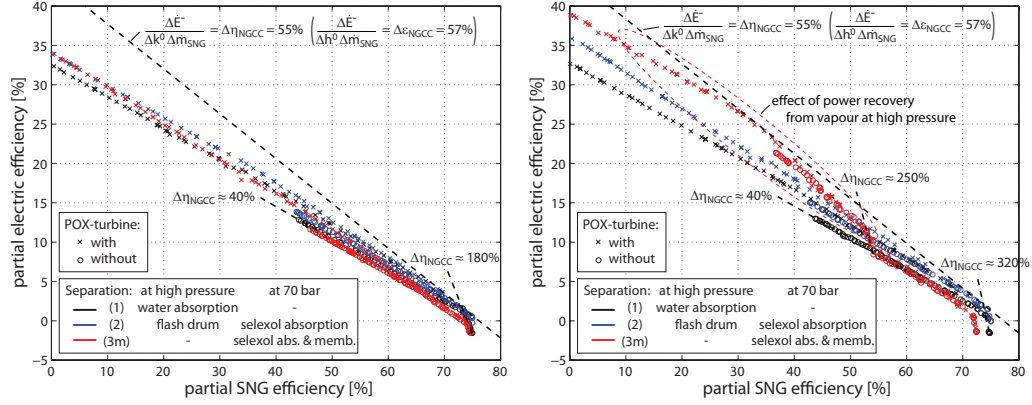 40
35
30
25
20
15
10
5
0
−5
partial electric efficiency [%]
ΔĖ⁻ / Δk⁰ Δṁ_SNG = Δη_NGCC = 55% ( ΔĖ⁻ / Δh⁰ Δṁ_SNG = Δε_NGCC = 57% )
Δη_NGCC ≈ 40%
Δη_NGCC ≈ 180%
POX-turbine:
× with
o without
Separation: at high pressure at 70 bar
(1) water absorption -
(2) flash drum selexol absorption
(3m) - selexol abs. & memb.
0 10 20 30 40 50 60 70 80
partial SNG efficiency [%]
40
35
30
25
20
15
10
5
0
−5
partial electric efficiency [%]
ΔĖ⁻ / Δk⁰ Δṁ_SNG = Δη_NGCC = 55% ( ΔĖ⁻ / Δh⁰ Δṁ_SNG = Δε_NGCC = 57% )
effect of power recovery
from vapour at high pressure
Δη_NGCC ≈ 250%
Δη_NGCC ≈ 40%
Δη_NGCC ≈ 320%
POX-turbine:
× with
o without
Separation: at high pressure at 70 bar
(1) water absorption -
(2) flash drum selexol absorption
(3m) - selexol abs. & memb.
0 10 20 30 40 50 60 70 80
partial SNG efficiency [%]